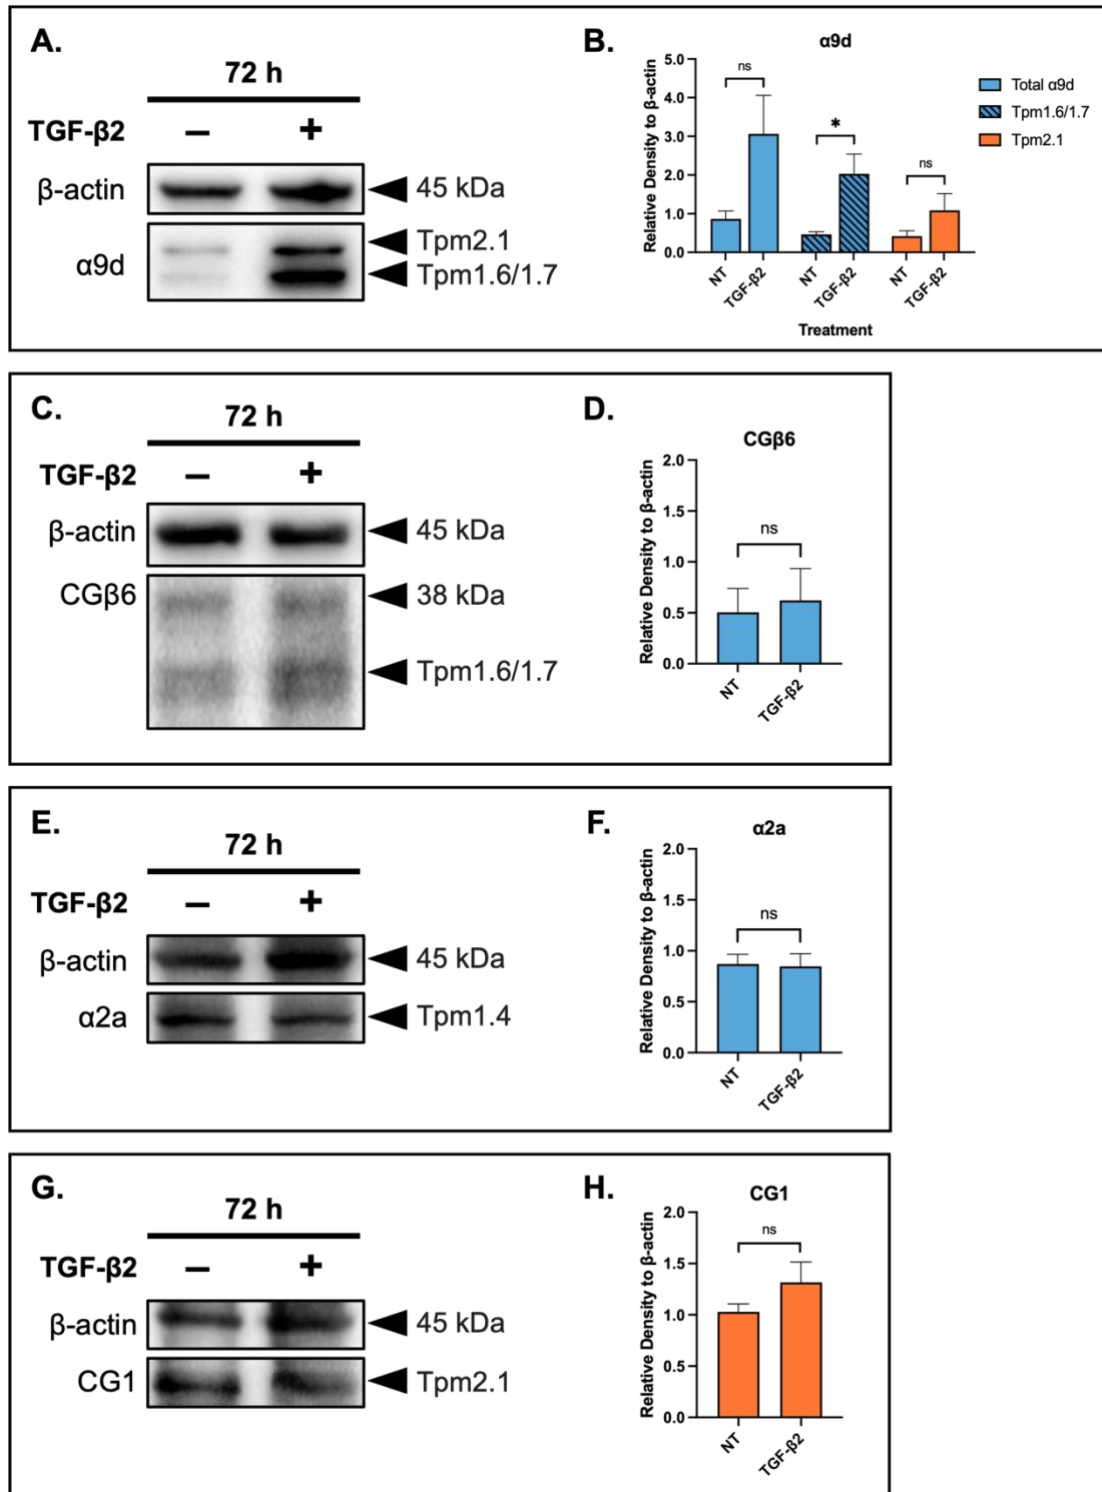 A.
72 h
TGF-β2 – +
β-actin 45 kDa
α9d Tpm2.1
Tpm1.6/1.7
B.
α9d
Relative Density to β-actin
5.0
4.0
3.0
2.0
1.0
0.0
ns * ns
NT TGF-β2 NT TGF-β2 NT TGF-β2
Treatment
Total α9d
Tpm1.6/1.7
Tpm2.1
C.
72 h
TGF-β2 – +
β-actin 45 kDa
CGβ6 38 kDa
Tpm1.6/1.7
D.
CGβ6
Relative Density to β-actin
2.0
1.5
1.0
0.5
0.0
ns
NT TGF-β2
E.
72 h
TGF-β2 – +
β-actin 45 kDa
α2a Tpm1.4
F.
α2a
Relative Density to β-actin
2.0
1.5
1.0
0.5
0.0
ns
NT TGF-β2
G.
72 h
TGF-β2 – +
β-actin 45 kDa
CG1 Tpm2.1
H.
CG1
Relative Density to β-actin
2.0
1.5
1.0
0.5
0.0
ns
NT TGF-β2